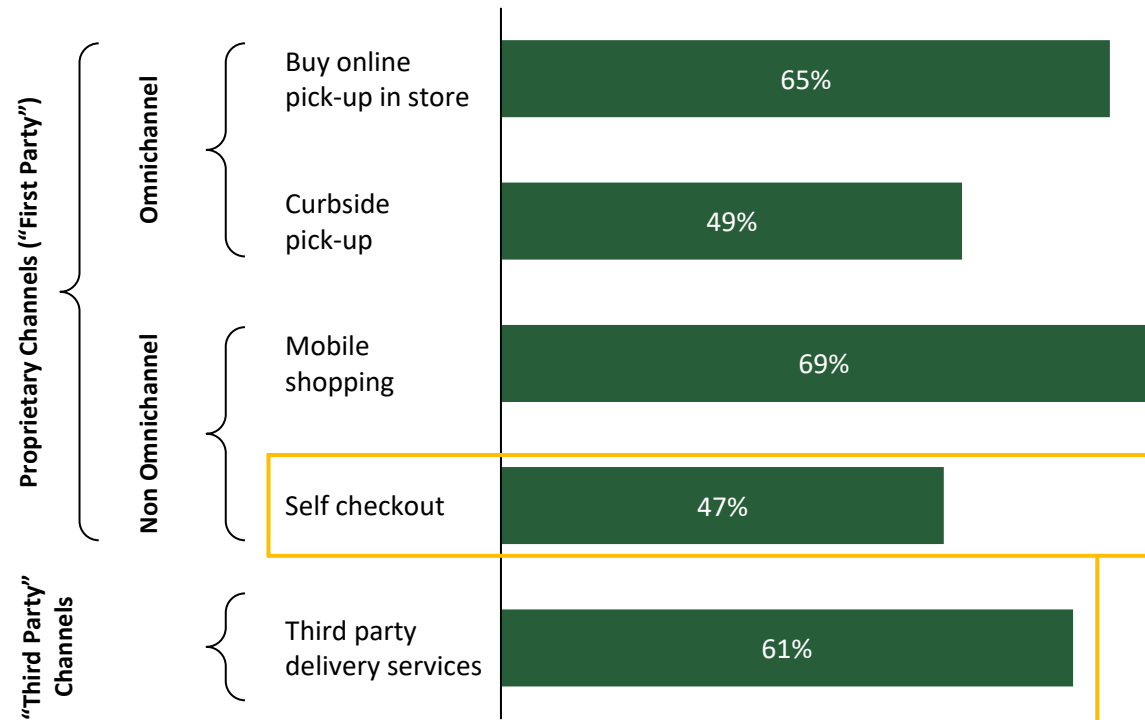 Proprietary Channels (“First Party”)
Omnichannel
Buy online
pick-up in store
65%
Curbside
pick-up
49%
Non Omnichannel
Mobile
shopping
69%
Self checkout
47%
“Third Party”
Channels
Third party
delivery services
61%